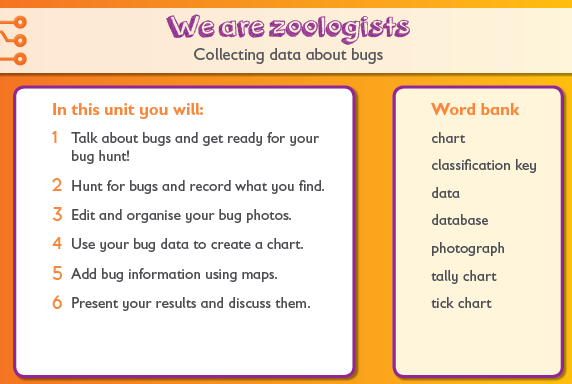 We are zoologists
Collecting data about bugs
In this unit you will:
1 Talk about bugs and get ready for your
bug hunt!
2 Hunt for bugs and record what you find.
3 Edit and organise your bug photos.
4 Use your bug data to create a chart.
5 Add bug information using maps.
6 Present your results and discuss them.
Word bank
chart
classification key
data
database
photograph
tally chart
tick chart